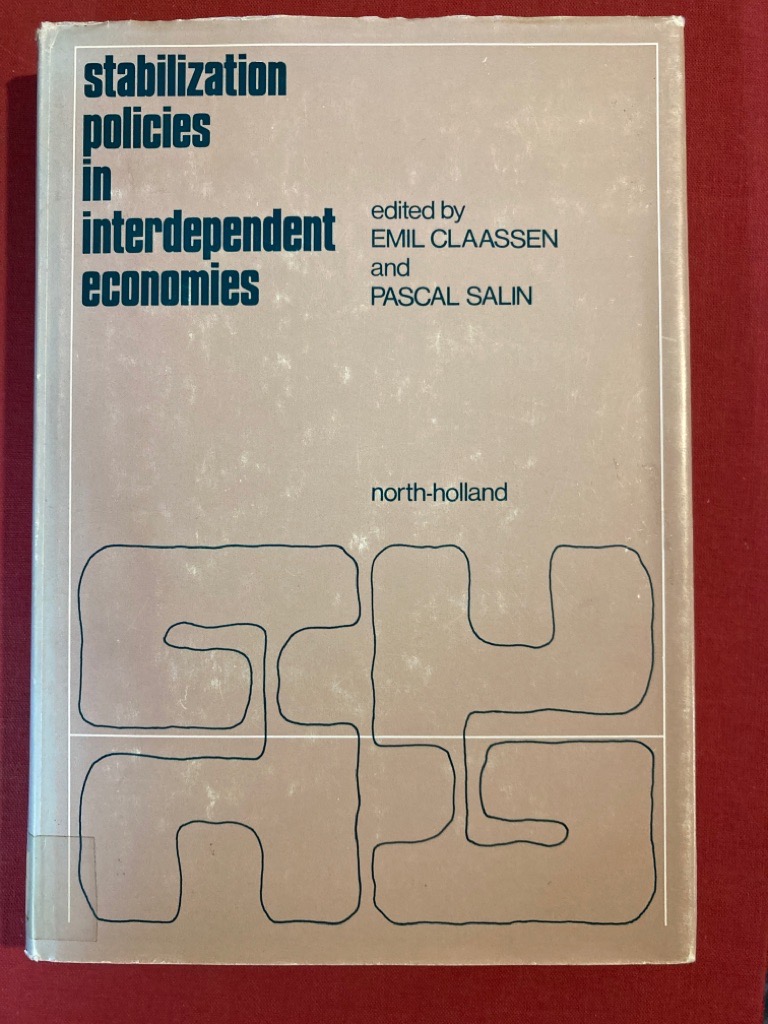 stabilization
policies
in
interdependent
economies
edited by
EMIL CLAASSEN
and
PASCAL SALIN
north-holland